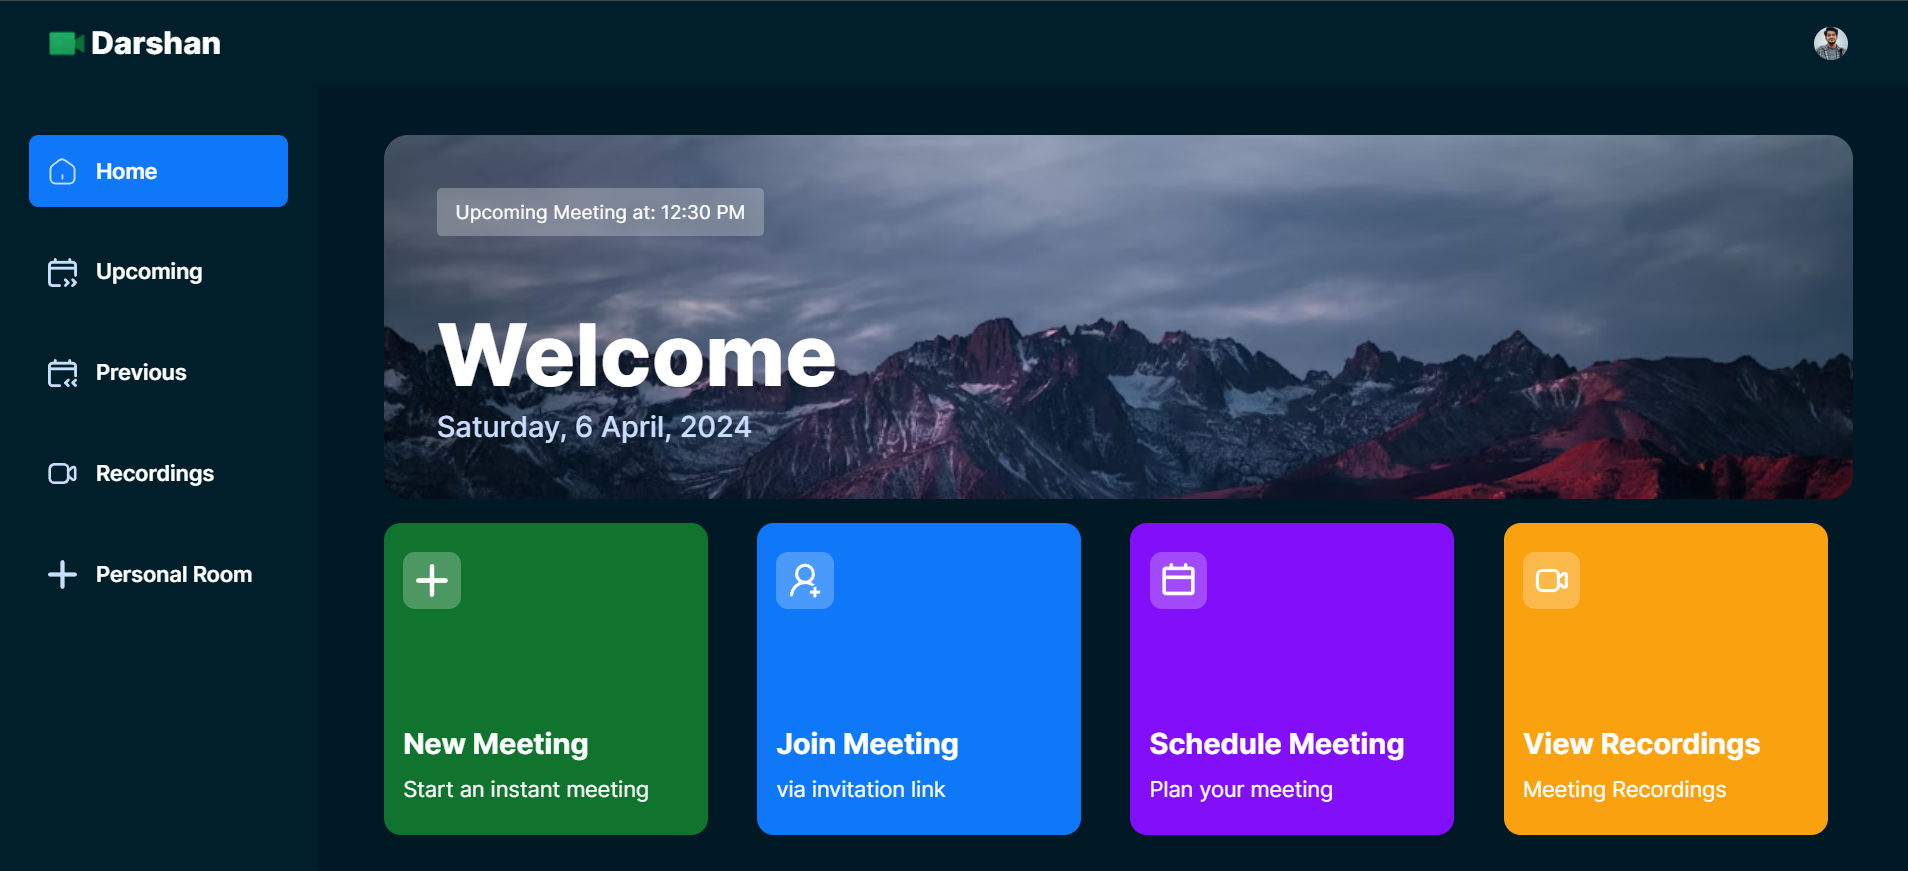 Darshan
Home
Upcoming
Previous
Recordings
Personal Room
Upcoming Meeting at: 12:30 PM
Welcome
Saturday, 6 April, 2024
New Meeting
Start an instant meeting
Join Meeting
via invitation link
Schedule Meeting
Plan your meeting
View Recordings
Meeting Recordings